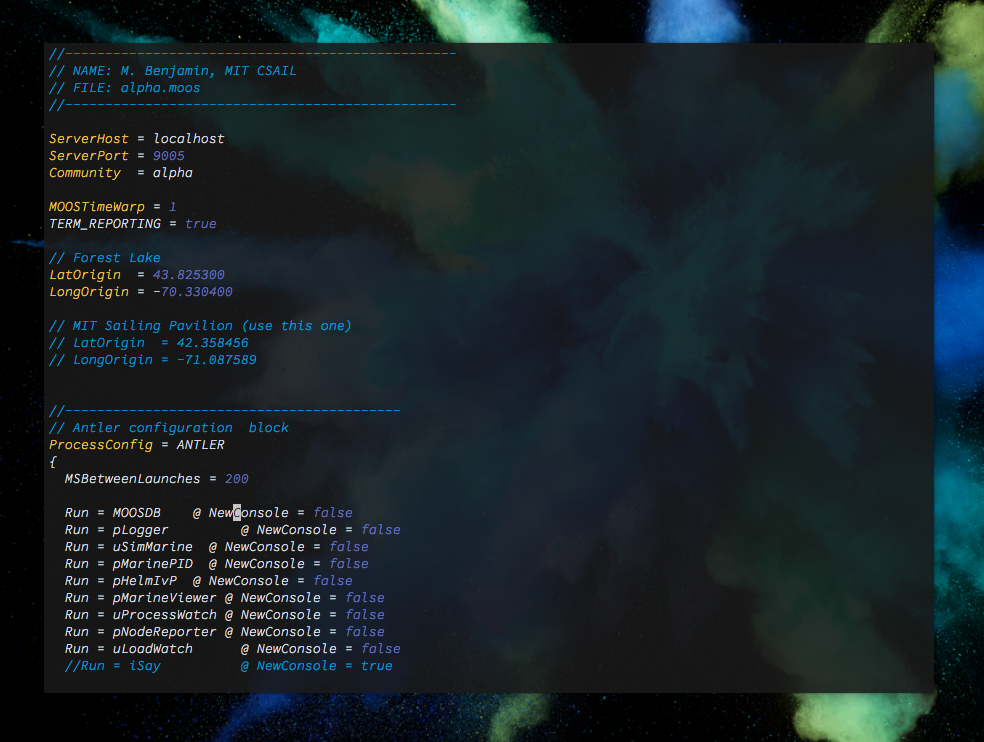 //-------------------------------------------------
// NAME: M. Benjamin, MIT CSAIL
// FILE: alpha.moos
//-------------------------------------------------
ServerHost = localhost
ServerPort = 9005
Community  = alpha
MOOSTimeWarp = 1
TERM_REPORTING = true
// Forest Lake
LatOrigin  = 43.825300
LongOrigin = -70.330400
// MIT Sailing Pavilion (use this one)
// LatOrigin  = 42.358456
// LongOrigin = -71.087589
//------------------------------------------
// Antler configuration  block
ProcessConfig = ANTLER
{
  MSBetweenLaunches = 200
  Run = MOOSDB    @ NewConsole = false
  Run = pLogger         @ NewConsole = false
  Run = uSimMarine  @ NewConsole = false
  Run = pMarinePID  @ NewConsole = false
  Run = pHelmIvP  @ NewConsole = false
  Run = pMarineViewer @ NewConsole = false
  Run = uProcessWatch @ NewConsole = false
  Run = pNodeReporter @ NewConsole = false
  Run = uLoadWatch      @ NewConsole = false
  //Run = iSay          @ NewConsole = true